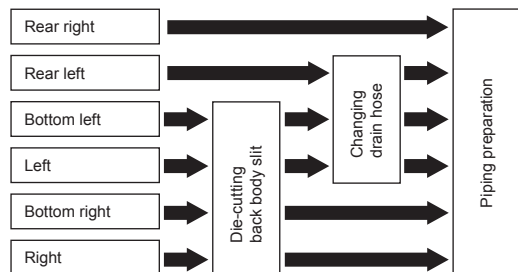 Rear right
Rear left
Bottom left
Left
Bottom right
Right
Die-cutting
back body slit
Changing
drain hose
Piping preparation